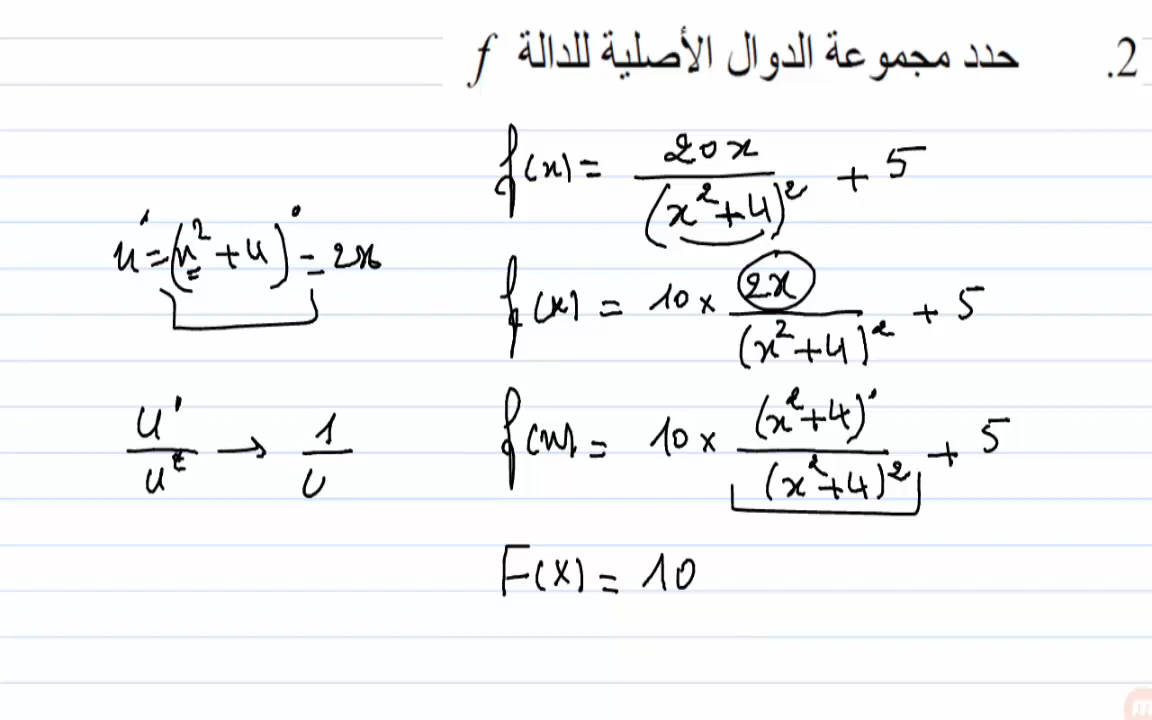 2. حدد مجموعة الدوال الأصلية للدالة f
f(x) = 20x / (x²+4)² + 5
u' = (x²+4)' = 2x
f(x) = 10 × 2x / (x²+4)² + 5
u' / u² → 1 / u
f(x) = 10 × (x²+4)' / (x²+4)² + 5
F(x) = 10